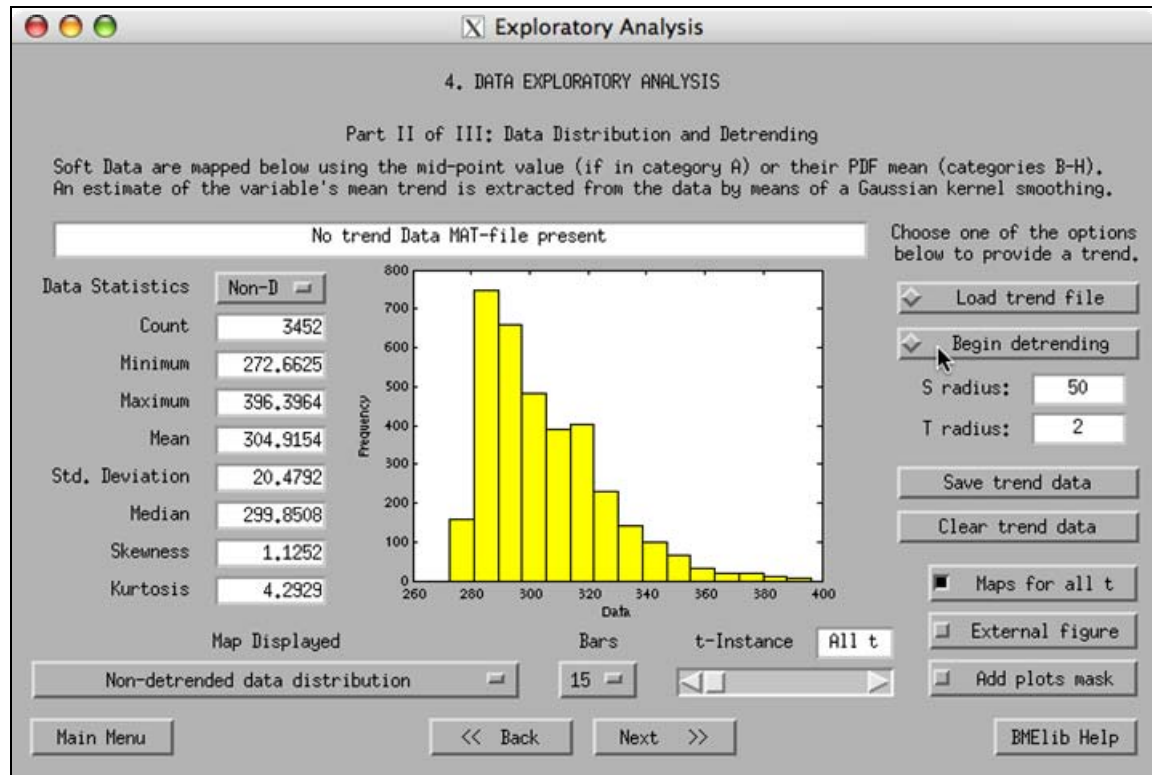 X Exploratory Analysis
4. DATA EXPLORATORY ANALYSIS
Part II of III: Data Distribution and Detrending
Soft Data are mapped below using the mid-point value (if in category A) or their PDF mean (categories B-H).
An estimate of the variable's mean trend is extracted from the data by means of a Gaussian kernel smoothing.
No trend Data MAT-file present
Choose one of the options
below to provide a trend.
Data Statistics Non-D
Count 3452
Minimum 272.6625
Maximum 396.3964
Mean 304.9154
Std. Deviation 20.4792
Median 299.8508
Skewness 1.1252
Kurtosis 4.2929
800
700
600
500
400
300
200
100
0
Frequency
260 280 300 320 340 360 380 400
Data
Load trend file
Begin detrending
S radius: 50
T radius: 2
Save trend data
Clear trend data
Maps for all t
External figure
Add plots mask
Map Displayed
Non-detrended data distribution
Bars
15
t-Instance All t
Main Menu
<< Back
Next >>
BMElib Help